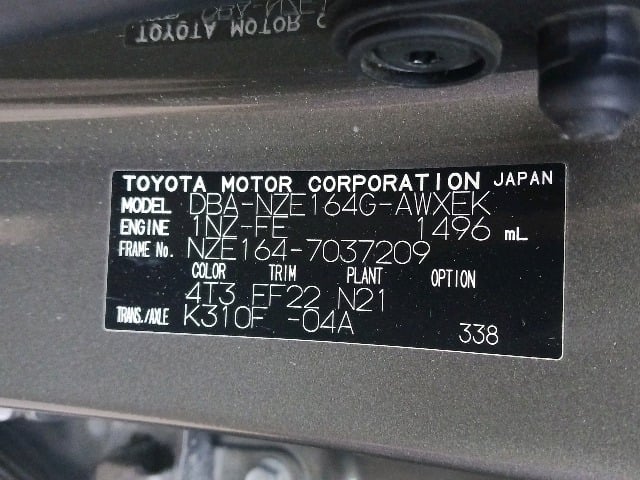 TOYOTA MOTOR CORPORATION JAPAN
MODEL DBA-NZE164G-AWXEK
ENGINE 1NZ-FE 1496 mL
FRAME No. NZE164-7037209
COLOR TRIM PLANT OPTION
4T3 EF22 N21
TRANS./AXLE K310F -04A 338